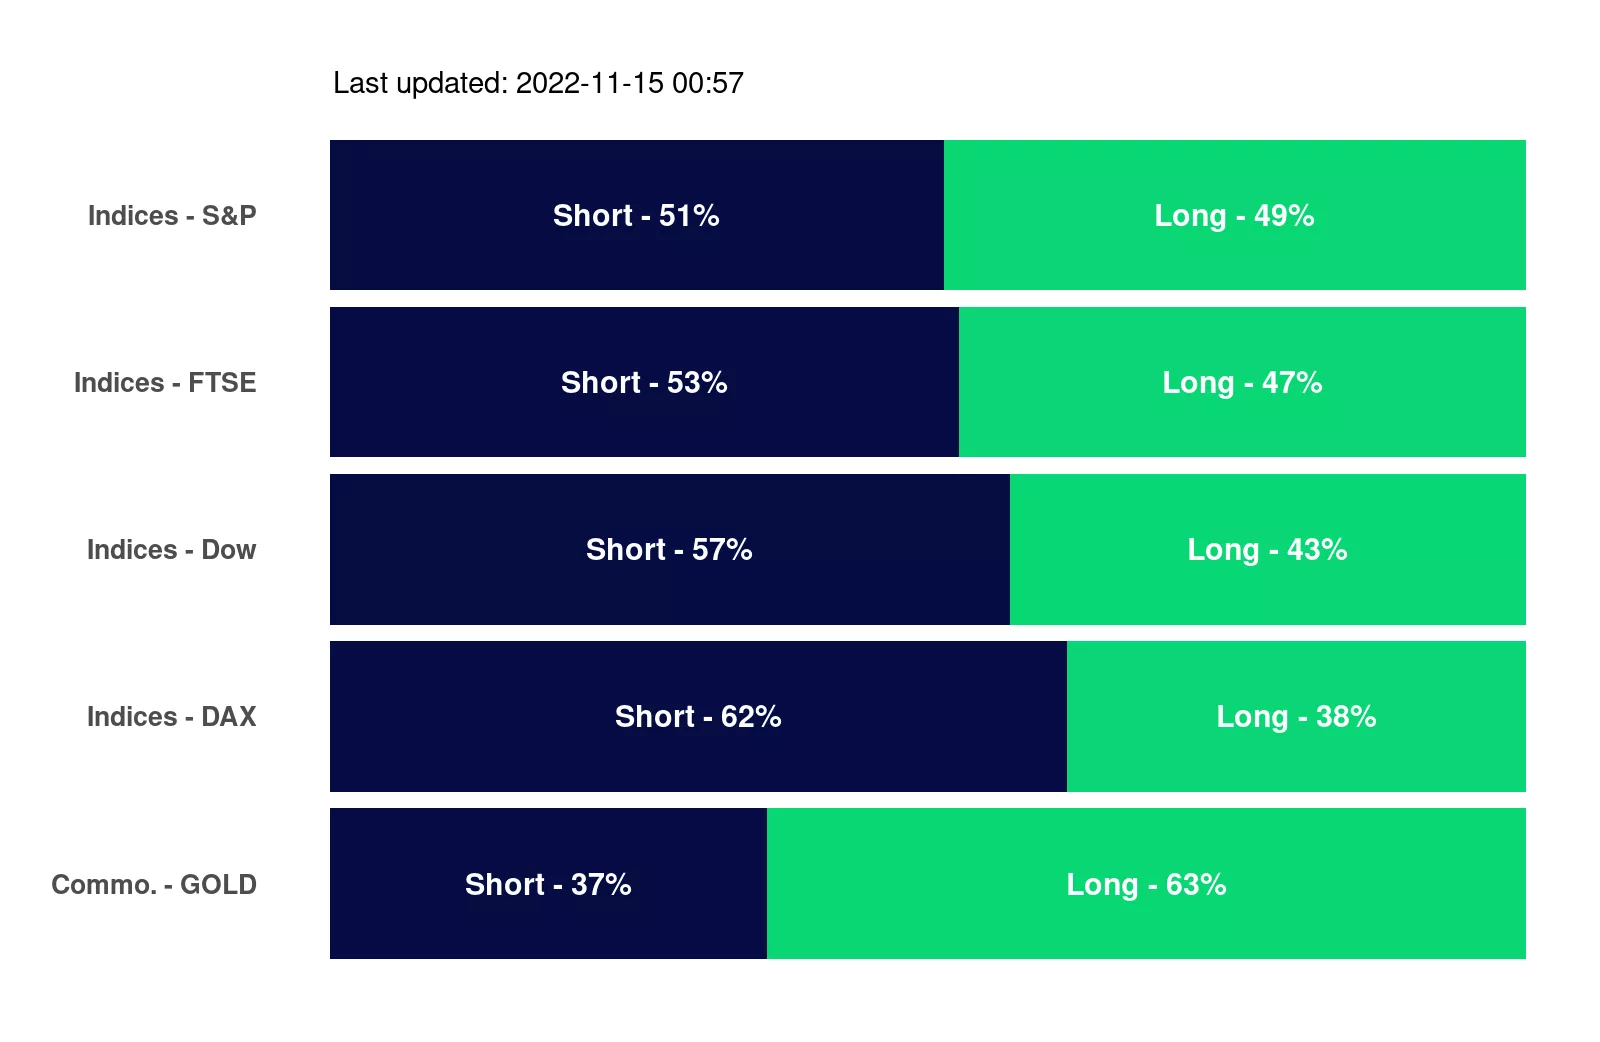 Last updated: 2022-11-15 00:57
Indices - S&P Short - 51% Long - 49%
Indices - FTSE Short - 53% Long - 47%
Indices - Dow Short - 57% Long - 43%
Indices - DAX Short - 62% Long - 38%
Commo. - GOLD Short - 37% Long - 63%